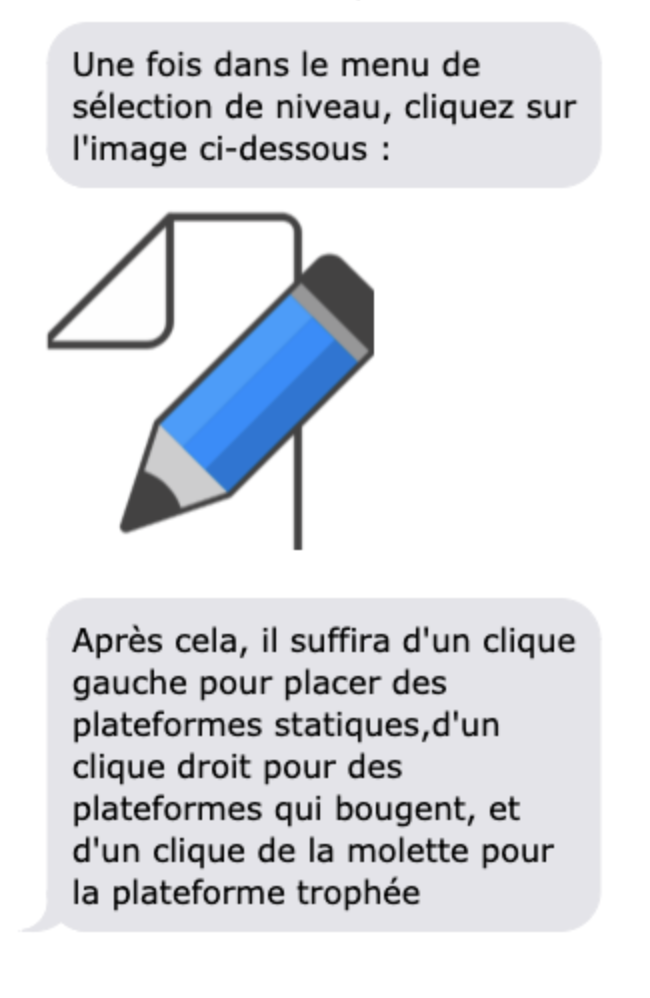 Une fois dans le menu de
sélection de niveau, cliquez sur
l'image ci-dessous :
Après cela, il suffira d'un clique
gauche pour placer des
plateformes statiques,d'un
clique droit pour des
plateformes qui bougent, et
d'un clique de la molette pour
la plateforme trophée